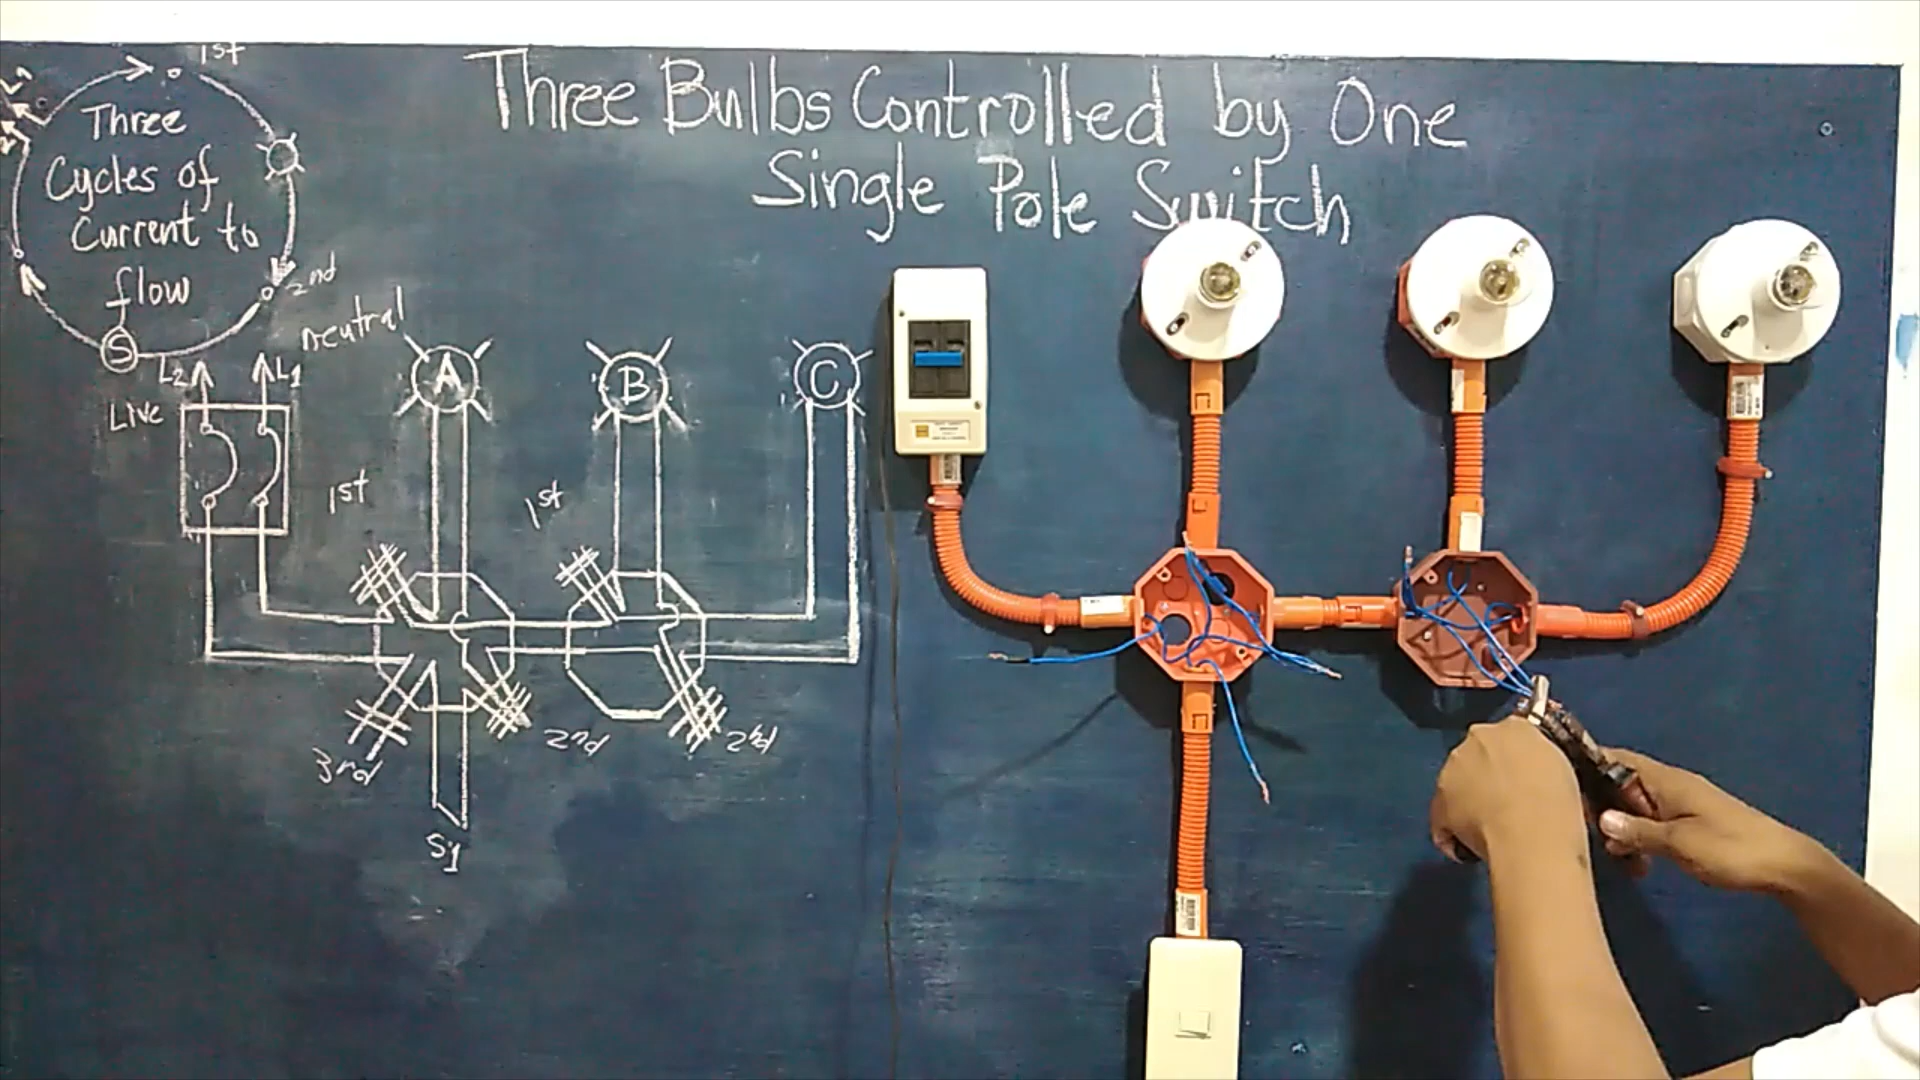 Three Bulbs Controlled by One
Single Pole Switch
1st
L1
Three
Cycles of
Current to
flow
2nd
S
neutral
L2
L1
Live
A
B
C
1st
1st
3rd
2nd
2nd
S1